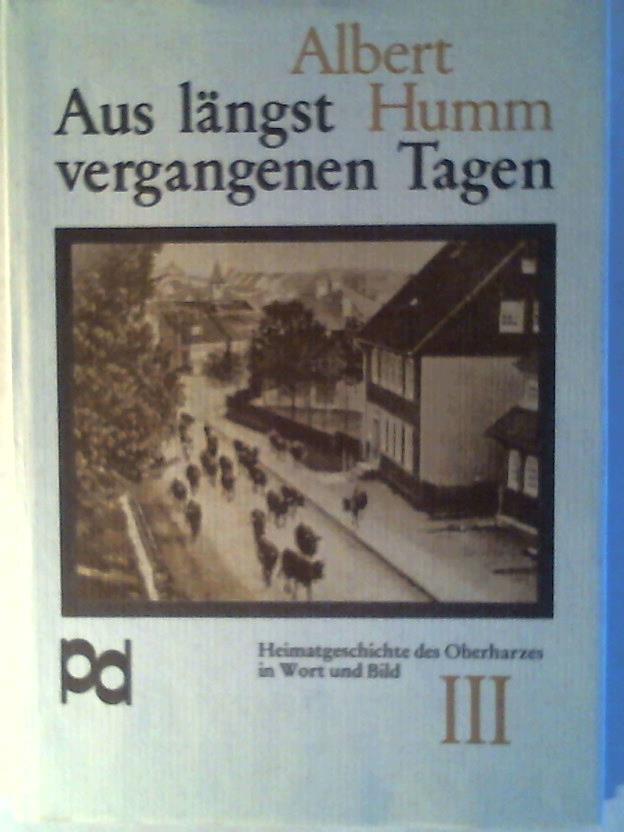 Albert
Aus längst Humm
vergangenen Tagen
pd
Heimatgeschichte des Oberharzes
in Wort und Bild
III